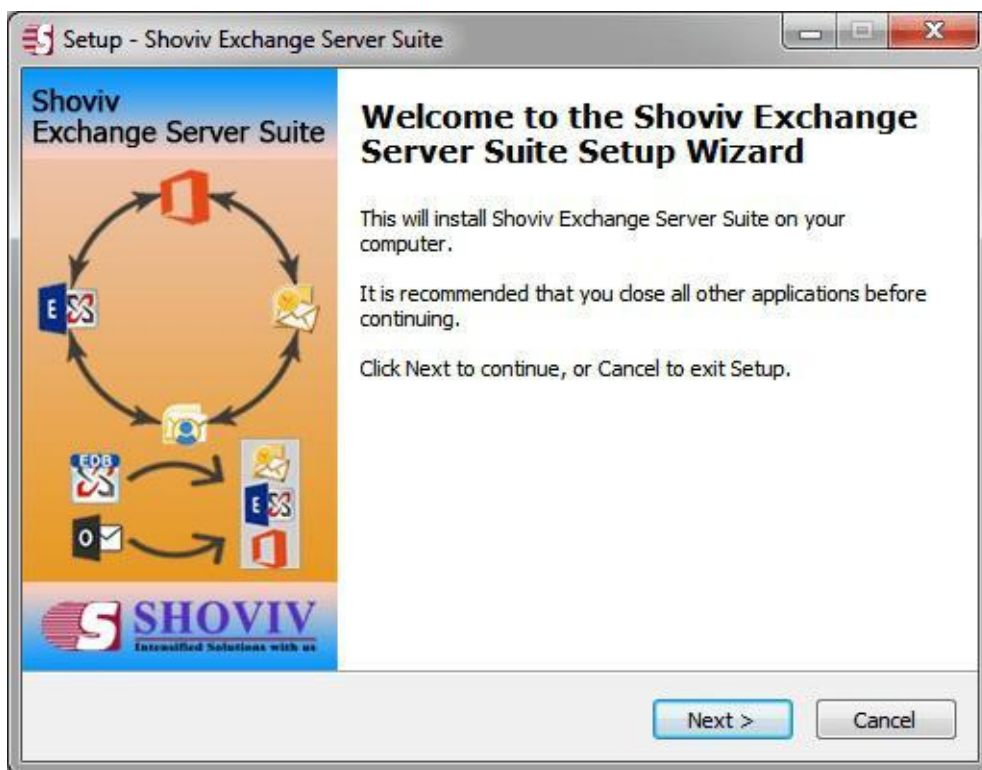 Setup - Shoviv Exchange Server Suite
Shoviv
Exchange Server Suite
Welcome to the Shoviv Exchange
Server Suite Setup Wizard
This will install Shoviv Exchange Server Suite on your
computer.
It is recommended that you close all other applications before
continuing.
Click Next to continue, or Cancel to exit Setup.
E
EDB
E
O
S SHOVIV
Intensified Solutions with us
Next >
Cancel